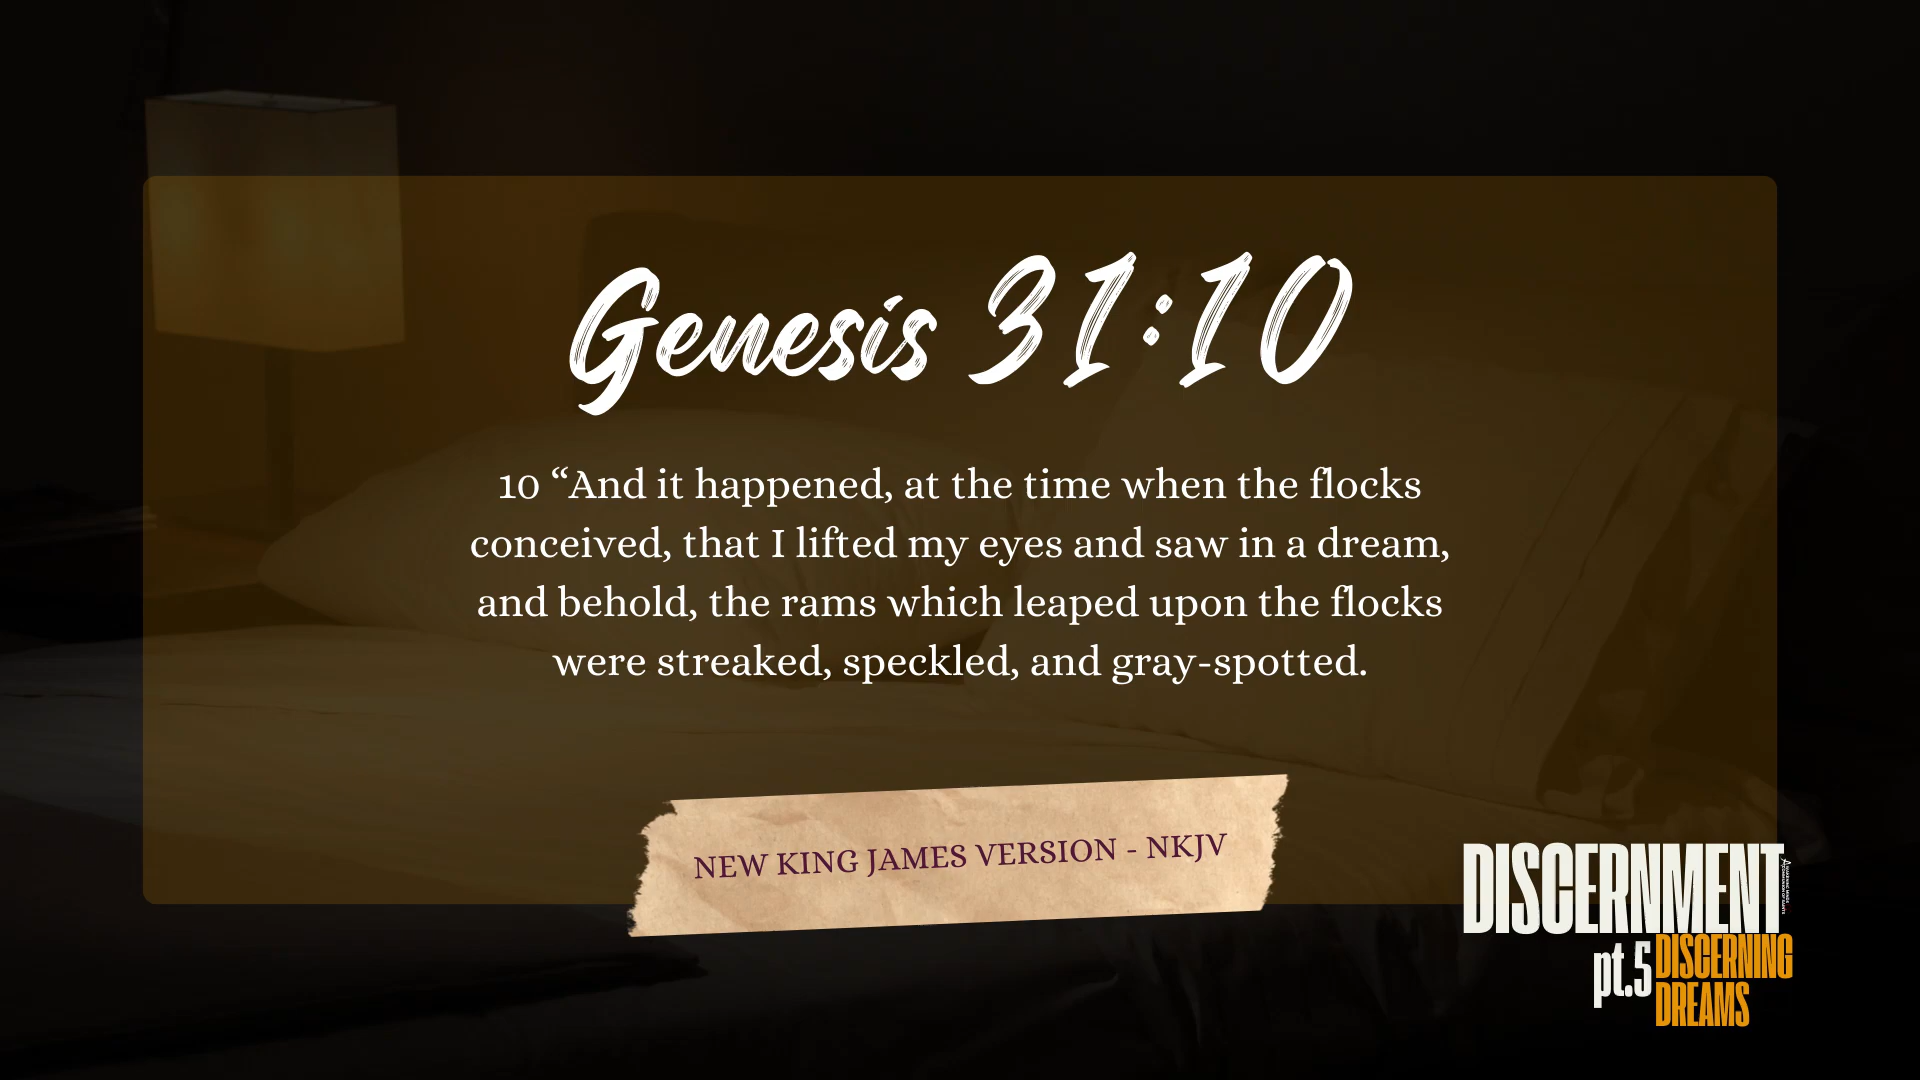 Genesis 31:10
10 “And it happened, at the time when the flocks
conceived, that I lifted my eyes and saw in a dream,
and behold, the rams which leaped upon the flocks
were streaked, speckled, and gray-spotted.
NEW KING JAMES VERSION - NKJV
DISCERNMENT
pt.5 DISCERNING
DREAMS